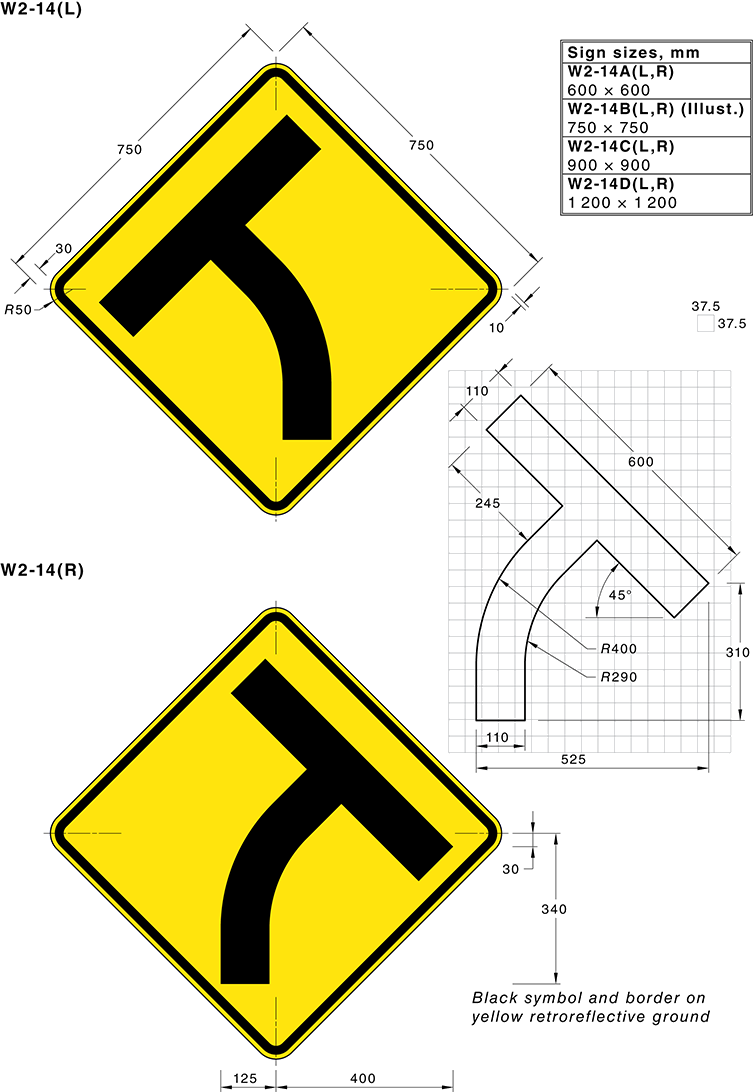 W2-14(L)
Sign sizes, mm
W2-14A(L,R)
600 × 600
W2-14B(L,R) (Illust.)
750 × 750
W2-14C(L,R)
900 × 900
W2-14D(L,R)
1 200 × 1 200
750
750
30
R50
10
37.5
37.5
110
600
245
45°
R400
R290
310
110
525
W2-14(R)
30
340
Black symbol and border on
yellow retroreflective ground
125
400